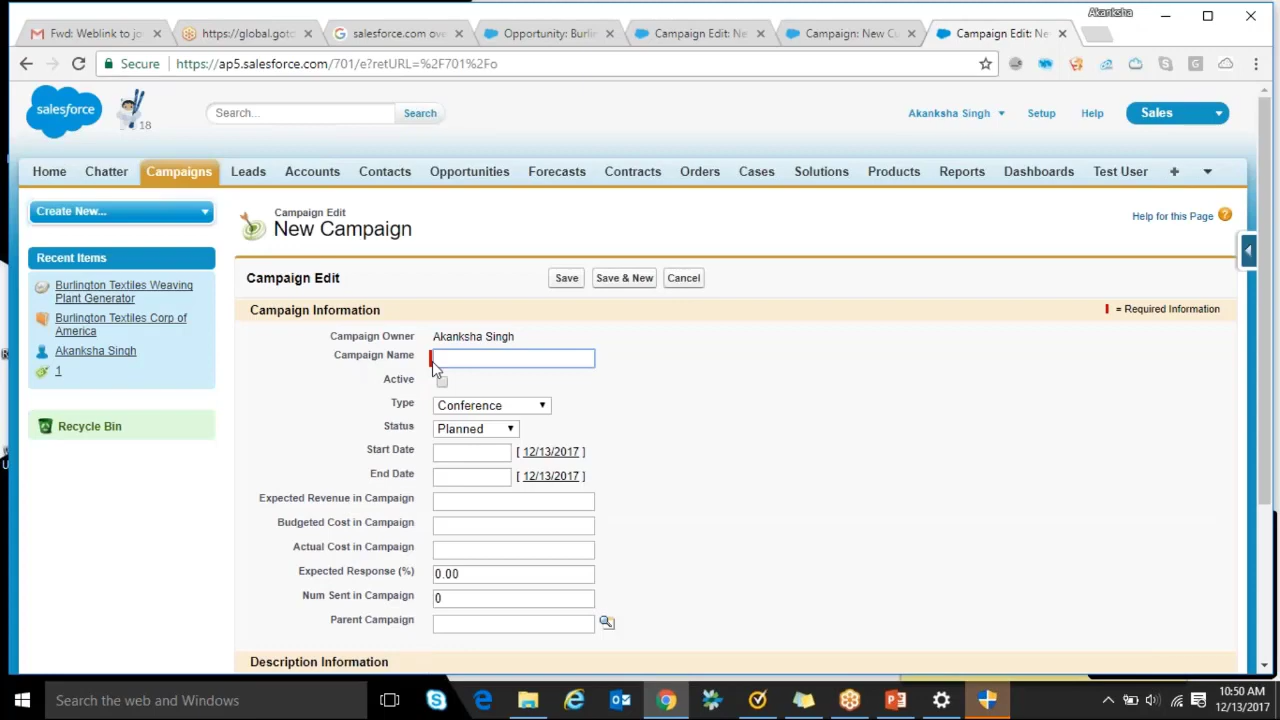 Akanksha
Fwd: Weblink to jo
https://global.gotc
salesforce.com ove
Opportunity: Burli
Campaign Edit: Ne
Campaign: New Cu
Campaign Edit: Ne
Secure
https://ap5.salesforce.com/701/e?retURL=%2F701%2Fo
salesforce
18
Search...
Search
Akanksha Singh
Setup
Help
Sales
Home
Chatter
Campaigns
Leads
Accounts
Contacts
Opportunities
Forecasts
Contracts
Orders
Cases
Solutions
Products
Reports
Dashboards
Test User
+
Create New...
Recent Items
Burlington Textiles Weaving
Plant Generator
Burlington Textiles Corp of
America
Akanksha Singh
1
Recycle Bin
Campaign Edit
New Campaign
Help for this Page
?
Campaign Edit
Save
Save & New
Cancel
Campaign Information
= Required Information
Campaign Owner Akanksha Singh
Campaign Name
Active
Type Conference
Status Planned
Start Date [ 12/13/2017 ]
End Date [ 12/13/2017 ]
Expected Revenue in Campaign
Budgeted Cost in Campaign
Actual Cost in Campaign
Expected Response (%) 0.00
Num Sent in Campaign 0
Parent Campaign
Description Information
Search the web and Windows
10:50 AM
12/13/2017